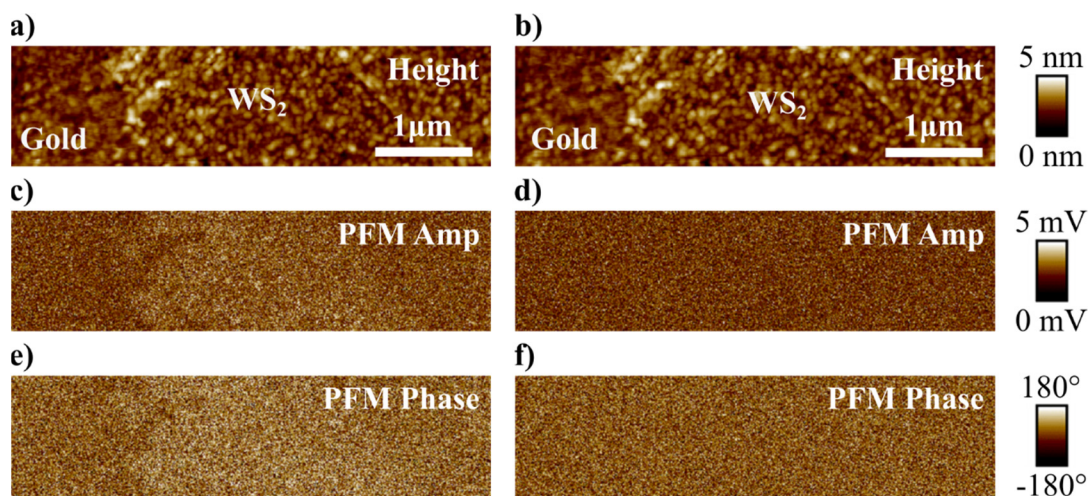 a)
b)
Height
WS₂
Gold
1μm
Height
WS₂
Gold
1μm
5 nm
0 nm
c)
d)
PFM Amp
PFM Amp
5 mV
0 mV
e)
f)
PFM Phase
PFM Phase
180°
-180°